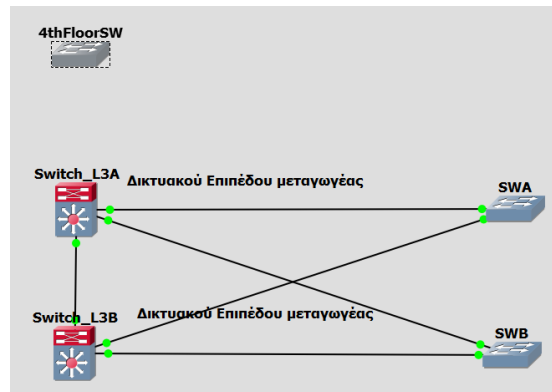 4thFloorSW
Switch_L3A
Δικτυακού Επιπέδου μεταγωγέας
SWA
Switch_L3B
Δικτυακού Επιπέδου μεταγωγέας
SWB